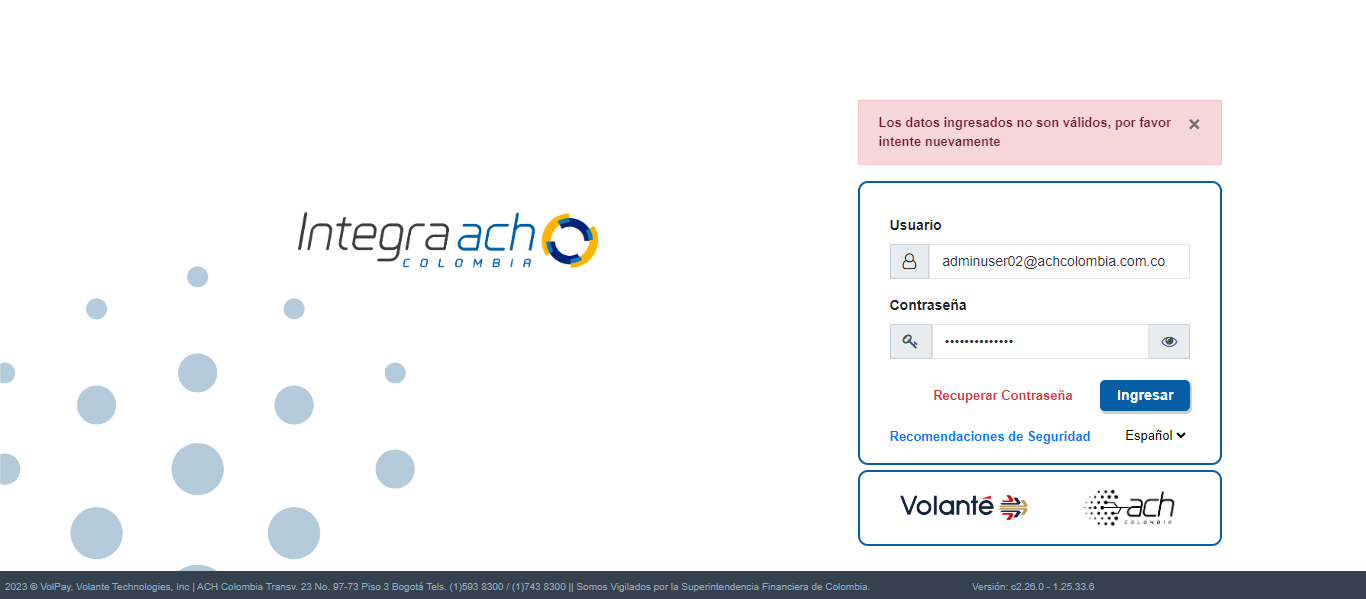 Los datos ingresados no son válidos, por favor
intente nuevamente
×
Integra ach
COLOMBIA
Usuario
adminuser02@achcolombia.com.co
Contraseña
••••••••••••••
Recuperar Contraseña
Ingresar
Recomendaciones de Seguridad
Español
Volanté
ach
COLOMBIA
2023 © VolPay, Volante Technologies, Inc | ACH Colombia Transv. 23 No. 97-73 Piso 3 Bogotá Tels. (1)593 8300 / (1)743 8300 || Somos Vigilados por la Superintendencia Financiera de Colombia. Versión: c2.26.0 - 1.25.33.6